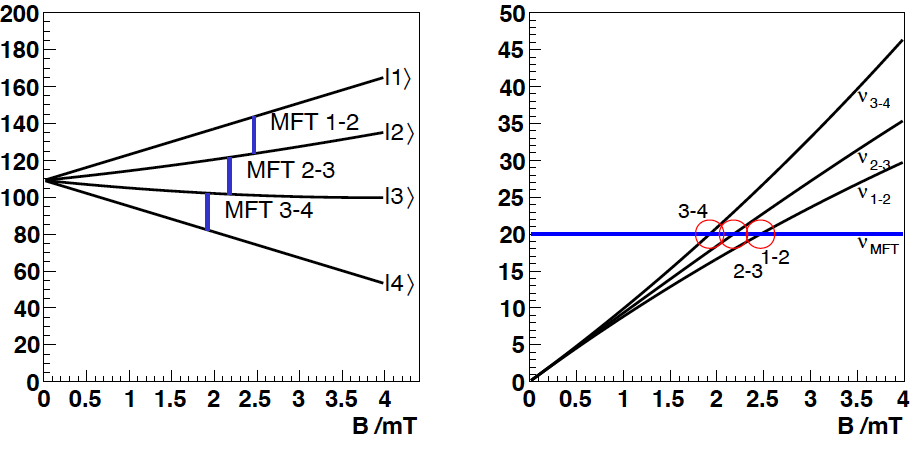 200
180
160
140
120
100
80
60
40
20
0
|1⟩
|2⟩
|3⟩
|4⟩
MFT 1-2
MFT 2-3
MFT 3-4
0 0.5 1 1.5 2 2.5 3 3.5 4
B /mT
50
45
40
35
30
25
20
15
10
5
0
ν3-4
ν2-3
ν1-2
νMFT
3-4
1-2
2-3
0 0.5 1 1.5 2 2.5 3 3.5 4
B /mT